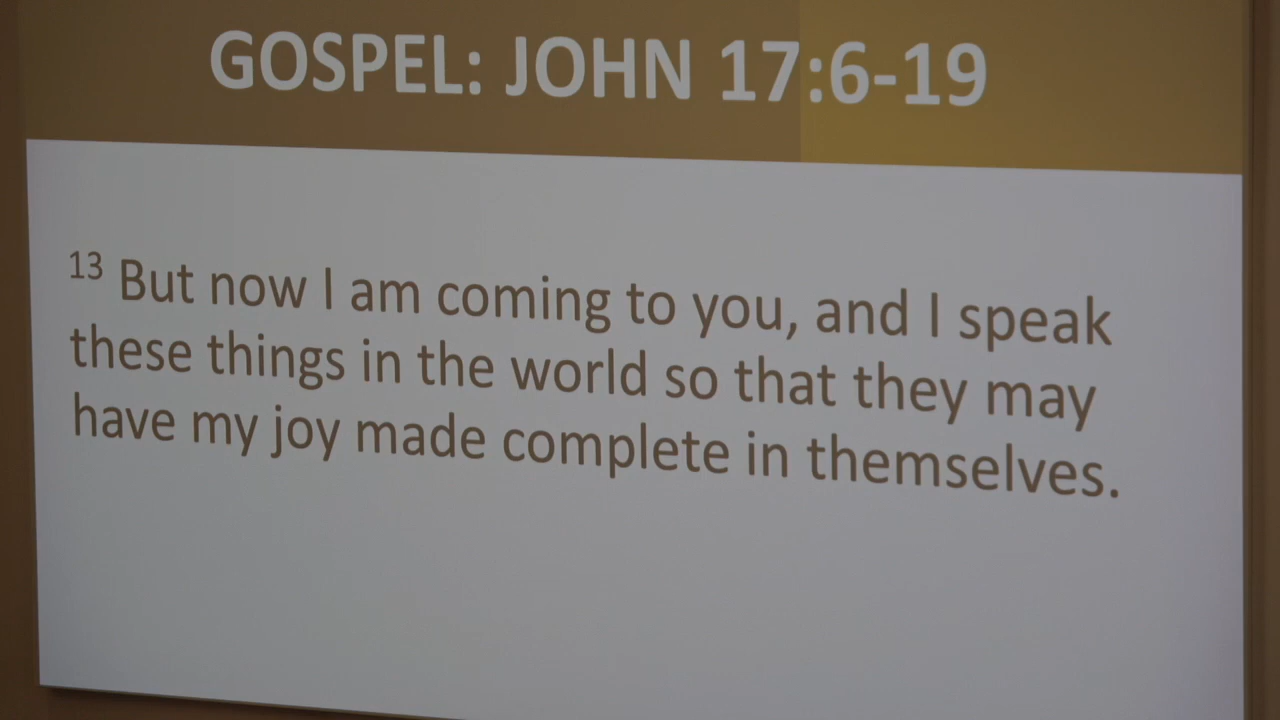 GOSPEL: JOHN 17:6-19
13 But now I am coming to you, and I speak
these things in the world so that they may
have my joy made complete in themselves.